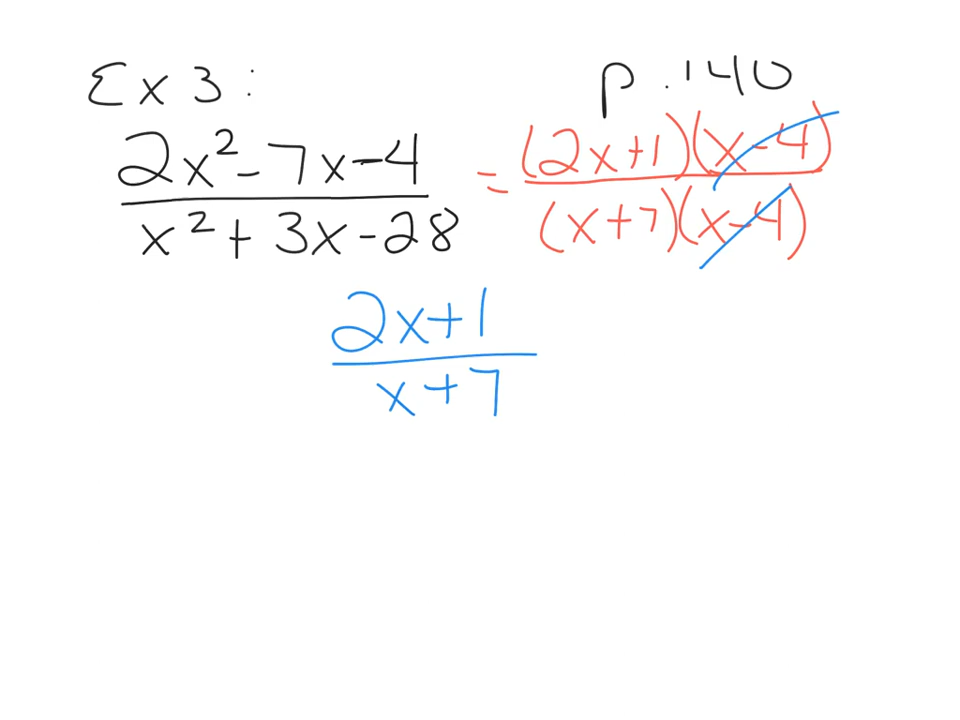 Ex 3: p. 140
2x² - 7x - 4 / x² + 3x - 28 = (2x+1)(x-4) / (x+7)(x-4)
2x+1 / x+7